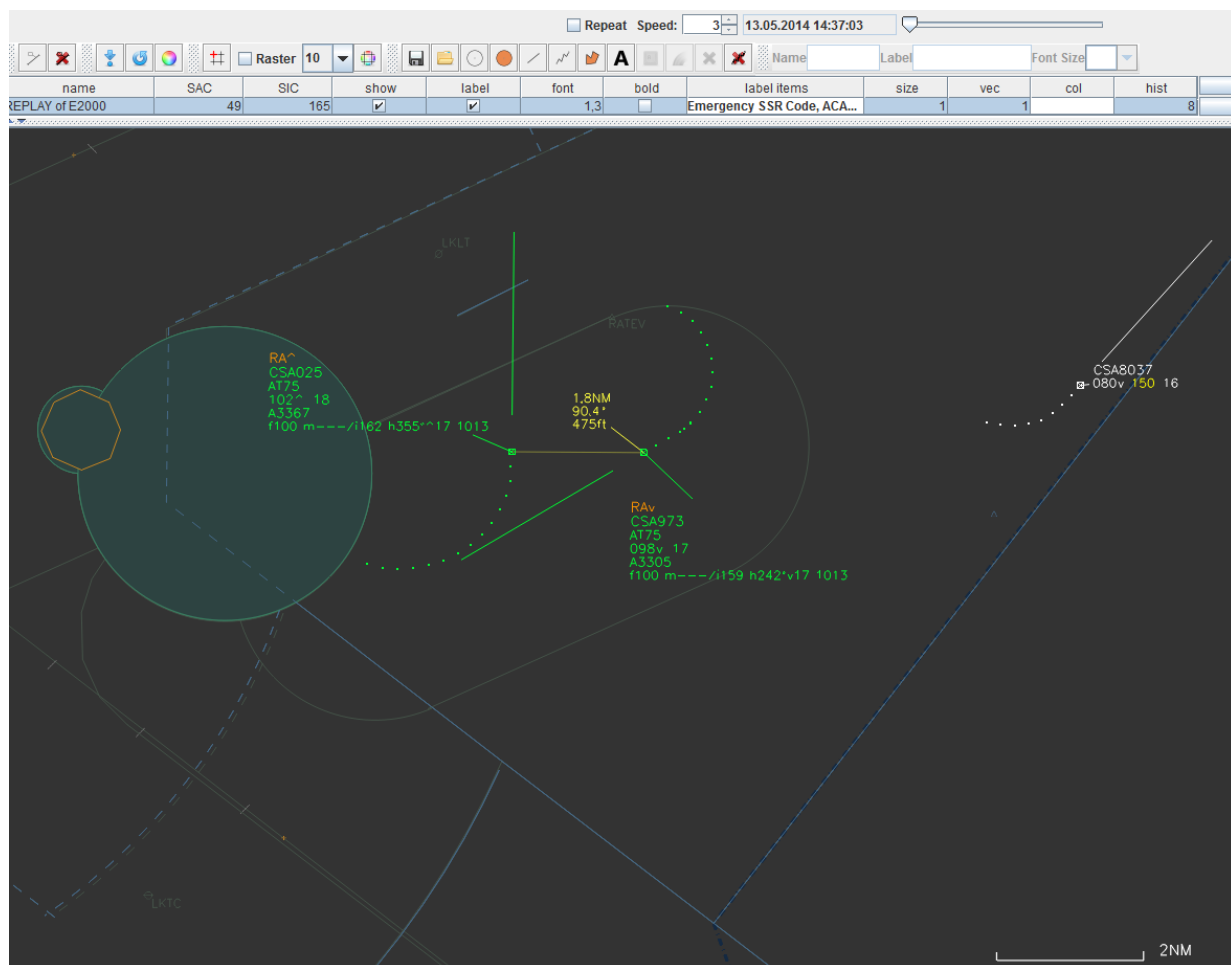 Repeat Speed: 3 13.05.2014 14:37:03
Raster 10 A Name Label Font Size
name SAC SIC show label font bold label items size vec col hist
REPLAY of E2000 49 165 1,3 Emergency SSR Code, ACA... 1 1 8
LKLT
RATEV
RA^
CSA025
AT75
102^ 18
A3367
f100 m---/i162 h355°^17 1013
1.8NM
90.4°
475ft
CSA8037
080v 150 16
RAv
CSA973
AT75
098v 17
A3305
f100 m---/i159 h242°v17 1013
LKTC
2NM